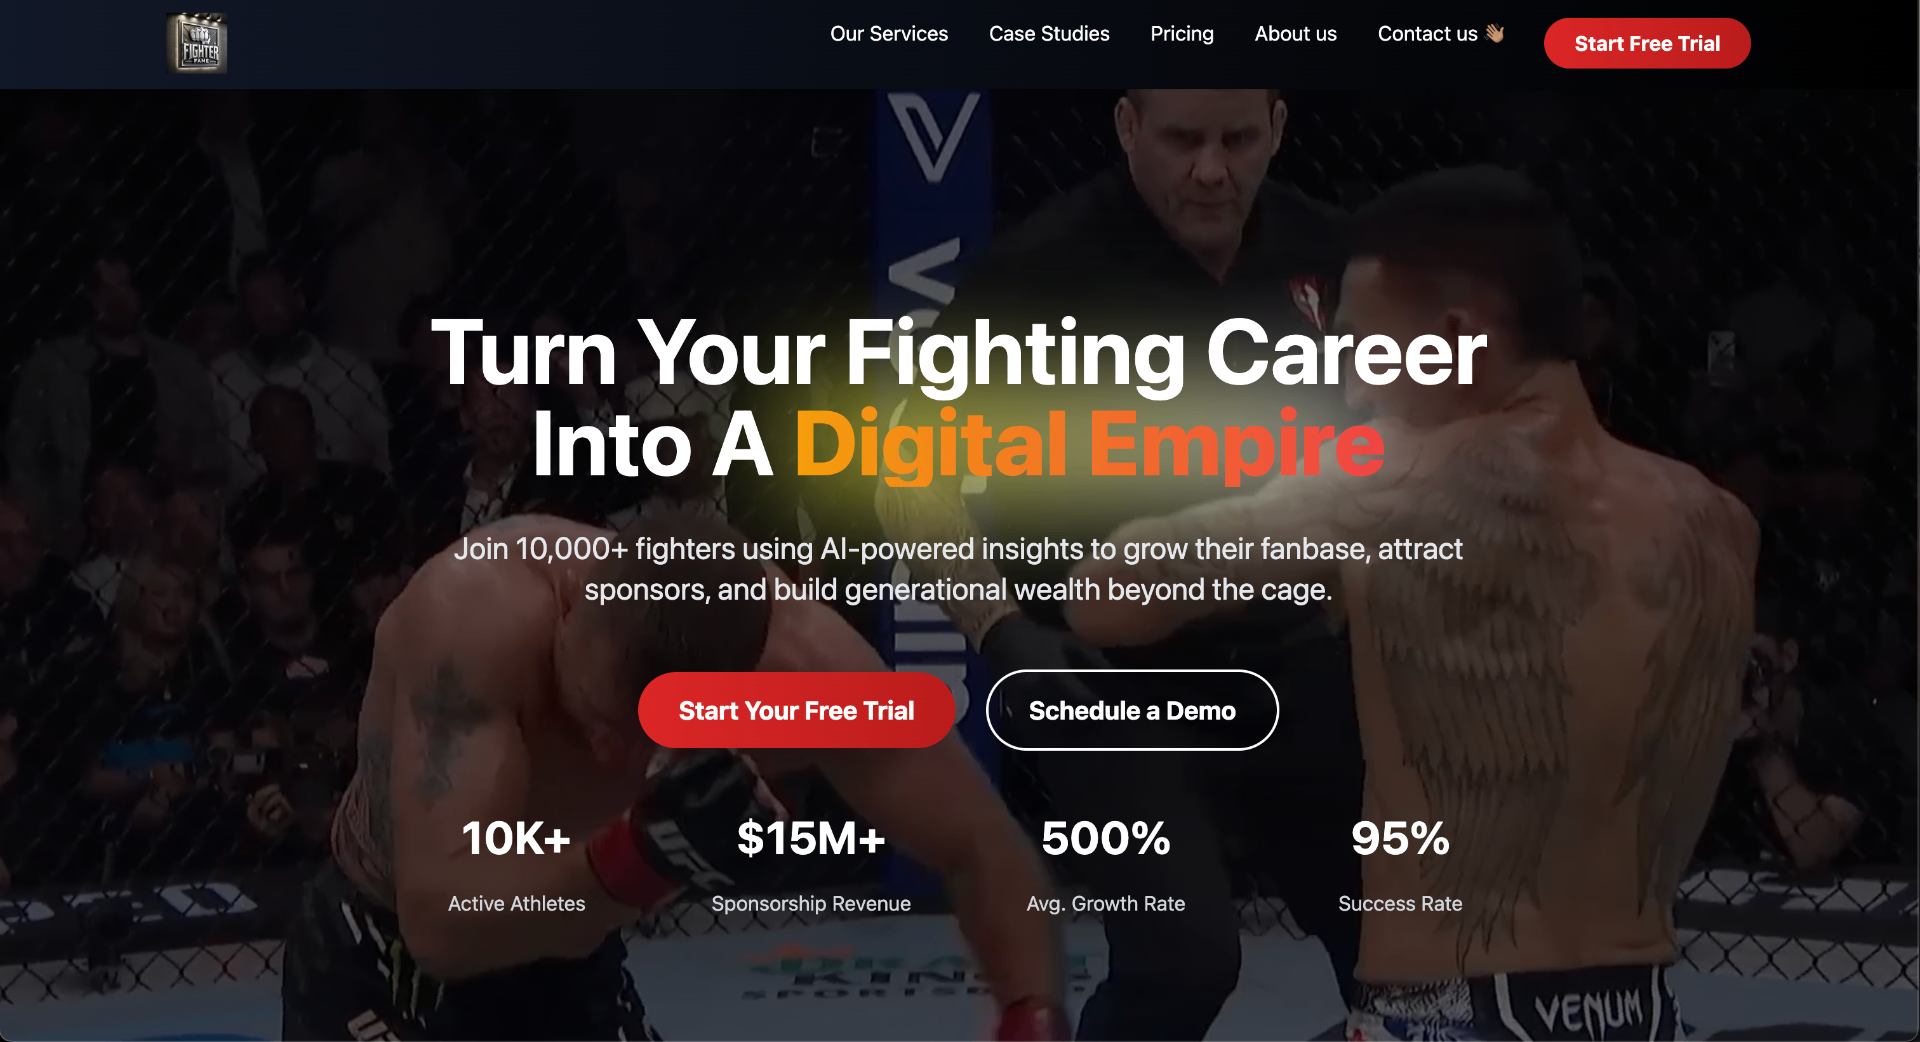 FIGHTER
FAME
Our Services
Case Studies
Pricing
About us
Contact us 👋🏽
Start Free Trial
Turn Your Fighting Career
Into A Digital Empire
Join 10,000+ fighters using AI-powered insights to grow their fanbase, attract
sponsors, and build generational wealth beyond the cage.
Start Your Free Trial
Schedule a Demo
10K+
$15M+
500%
95%
Active Athletes
Sponsorship Revenue
Avg. Growth Rate
Success Rate
UFC
VENUM